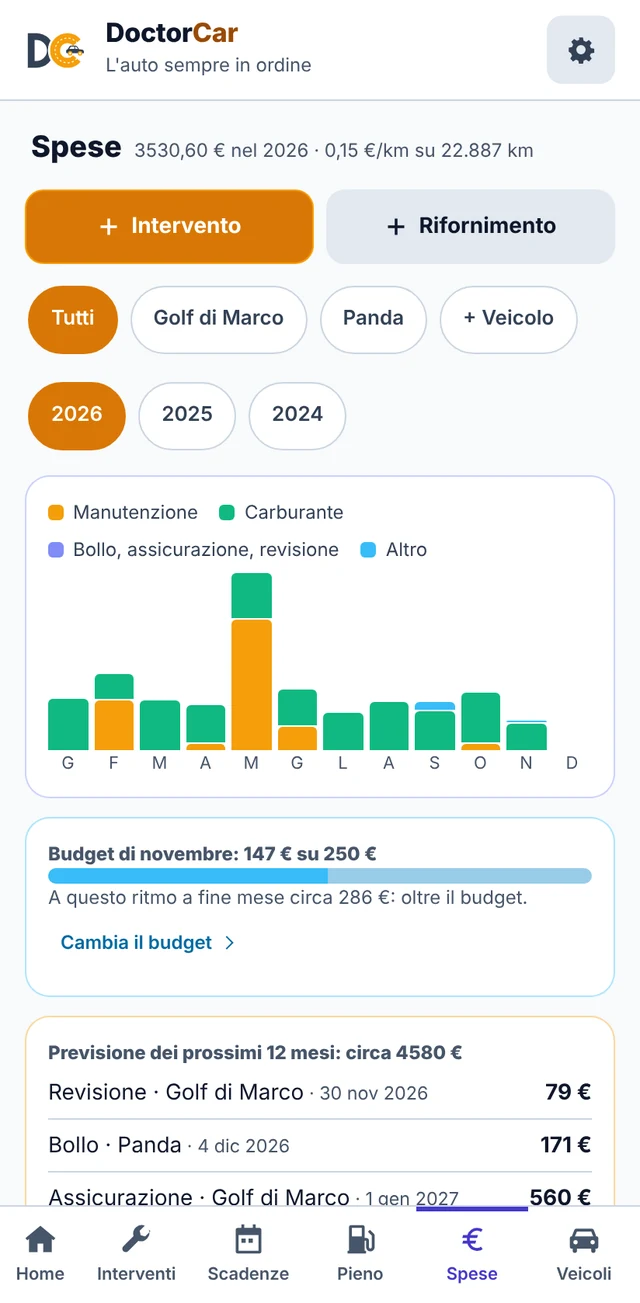 DC
DoctorCar
L'auto sempre in ordine
Spese 3530,60 € nel 2026 · 0,15 €/km su 22.887 km
+ Intervento + Rifornimento
Tutti Golf di Marco Panda + Veicolo
2026 2025 2024
Manutenzione Carburante
Bollo, assicurazione, revisione Altro
G F M A M G L A S O N D
Budget di novembre: 147 € su 250 €
A questo ritmo a fine mese circa 286 €: oltre il budget.
Cambia il budget >
Previsione dei prossimi 12 mesi: circa 4580 €
Revisione · Golf di Marco · 30 nov 2026 79 €
Bollo · Panda · 4 dic 2026 171 €
Assicurazione · Golf di Marco · 1 gen 2027 560 €
Home Interventi Scadenze Pieno Spese Veicoli